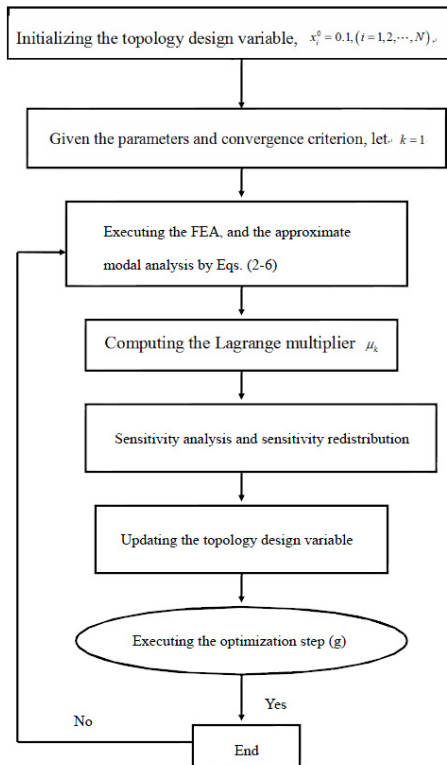 Initializing the topology design variable, x_i^0 = 0.1, (i = 1, 2, ⋯, N).
Given the parameters and convergence criterion, let k = 1
Executing the FEA, and the approximate
modal analysis by Eqs. (2-6)
Computing the Lagrange multiplier μ_k
Sensitivity analysis and sensitivity redistribution
Updating the topology design variable
Executing the optimization step (g)
Yes
No
End